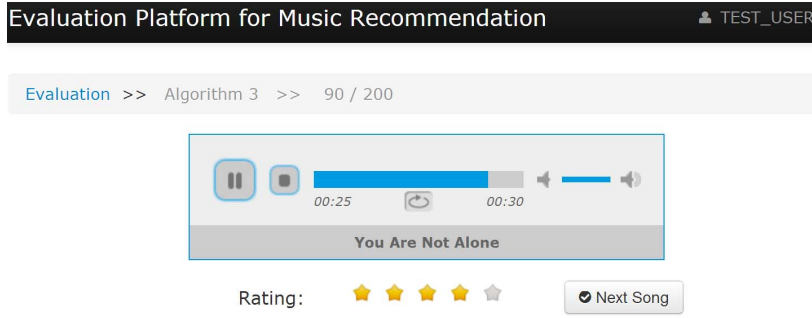 Evaluation Platform for Music Recommendation TEST_USER
Evaluation >> Algorithm 3 >> 90 / 200
00:25 00:30
You Are Not Alone
Rating: Next Song